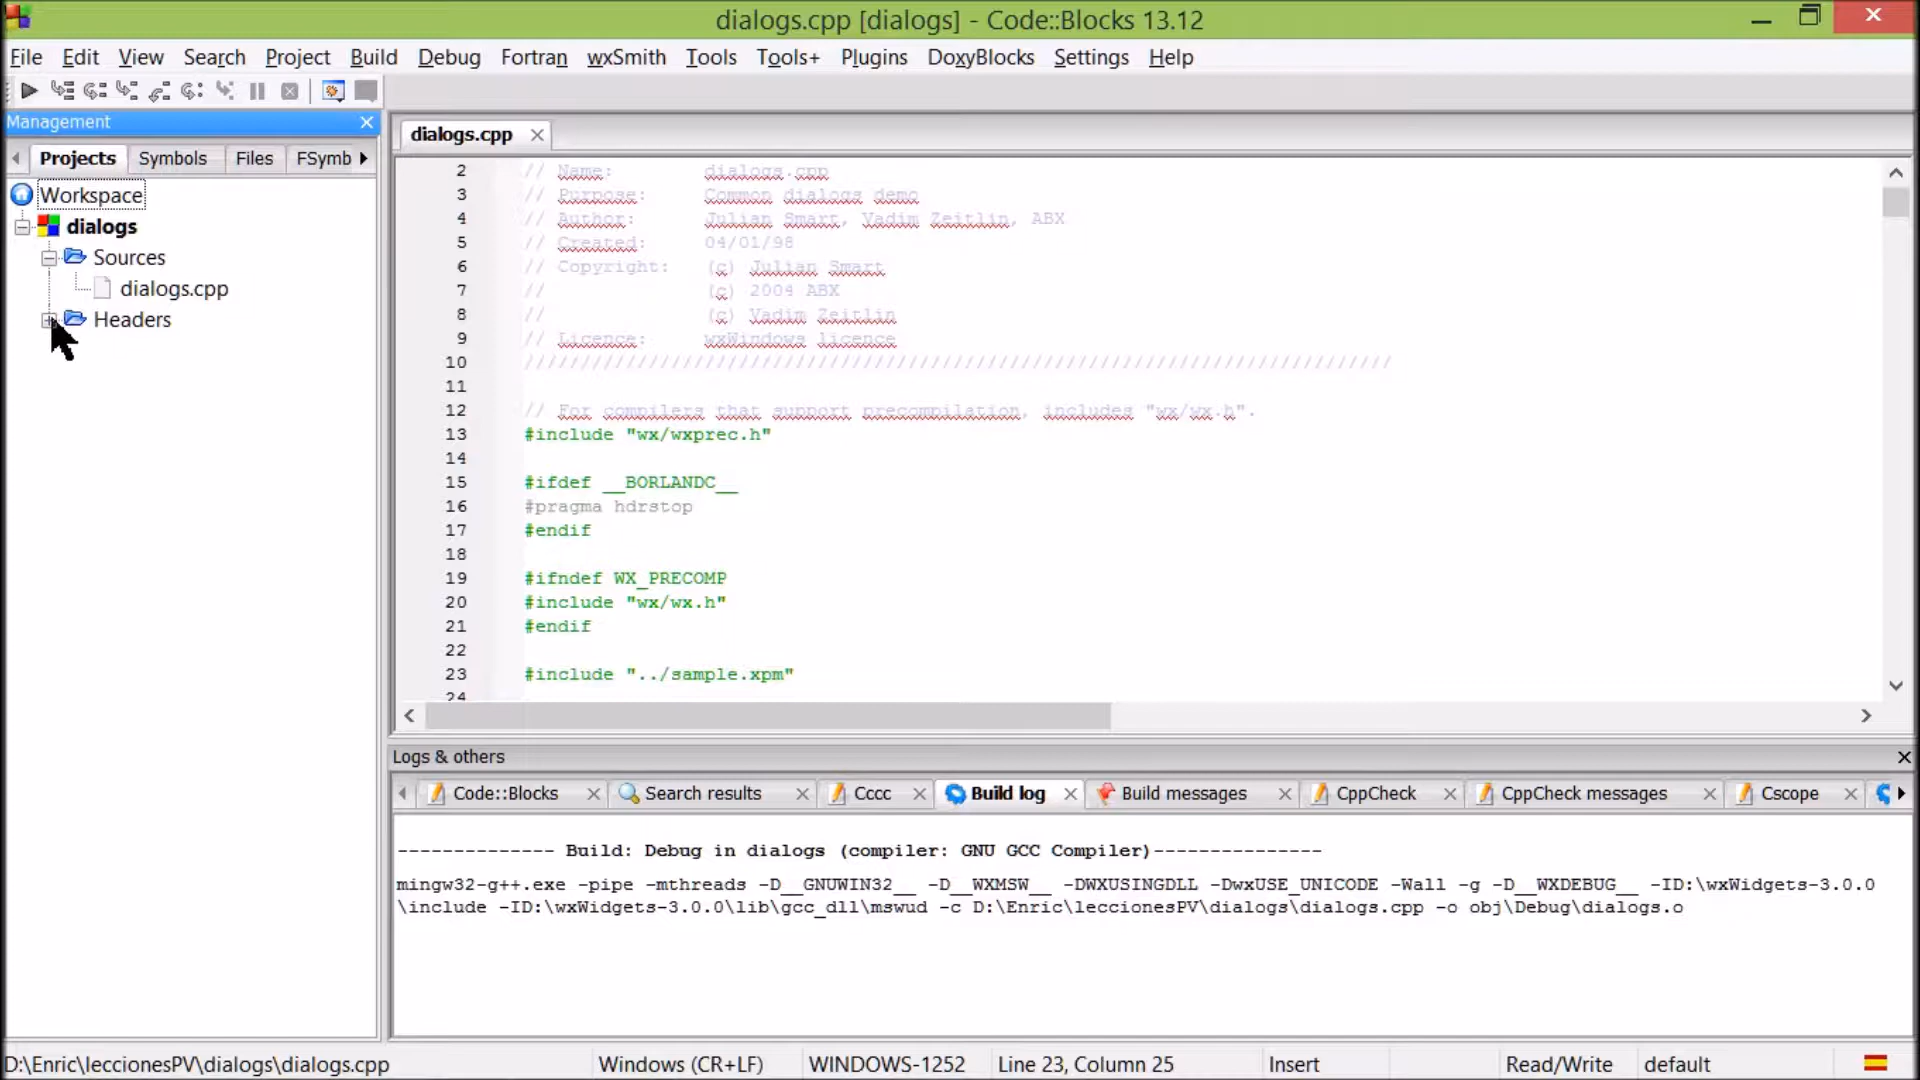 dialogs.cpp [dialogs] - Code::Blocks 13.12
File Edit View Search Project Build Debug Fortran wxSmith Tools Tools+ Plugins DoxyBlocks Settings Help
Management
Projects Symbols Files FSymb
Workspace
dialogs
Sources
dialogs.cpp
Headers
dialogs.cpp
2 // Name: dialogs.cpp
3 // Purpose: Common dialogs demo
4 // Author: Julian Smart, Vadim Zeitlin, ABX
5 // Created: 04/01/98
6 // Copyright: (c) Julian Smart
7 // (c) 2004 ABX
8 // (c) Vadim Zeitlin
9 // Licence: wxWindows licence
10 /////////////////////////////////////////////////////////////////////////////
11
12 // For compilers that support precompilation, includes "wx/wx.h".
13 #include "wx/wxprec.h"
14
15 #ifdef __BORLANDC__
16 #pragma hdrstop
17 #endif
18
19 #ifndef WX_PRECOMP
20 #include "wx/wx.h"
21 #endif
22
23 #include "../sample.xpm"
24
Logs & others
Code::Blocks Search results Cccc Build log Build messages CppCheck CppCheck messages Cscope
-------------- Build: Debug in dialogs (compiler: GNU GCC Compiler)---------------
mingw32-g++.exe -pipe -mthreads -D__GNUWIN32__ -D__WXMSW__ -DWXUSINGDLL -DwxUSE_UNICODE -Wall -g -D__WXDEBUG__ -ID:\wxWidgets-3.0.0
\include -ID:\wxWidgets-3.0.0\lib\gcc_dll\mswud -c D:\Enric\leccionesPV\dialogs\dialogs.cpp -o obj\Debug\dialogs.o
D:\Enric\leccionesPV\dialogs\dialogs.cpp Windows (CR+LF) WINDOWS-1252 Line 23, Column 25 Insert Read/Write default